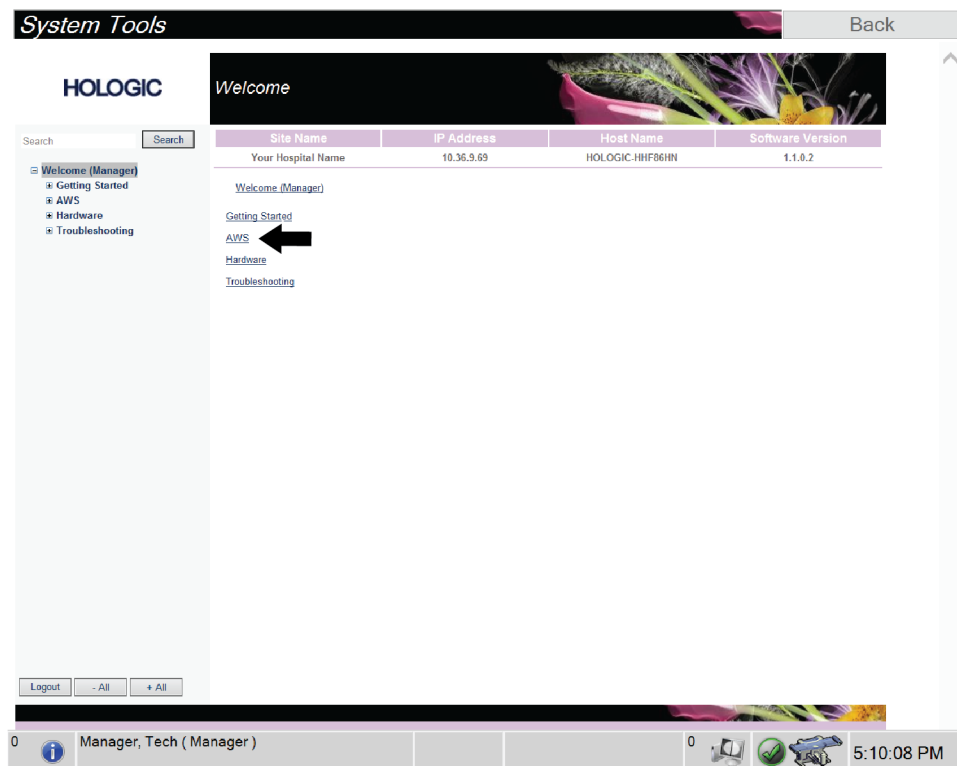 System Tools
Back
HOLOGIC
Welcome
Search
Search
Site Name IP Address Host Name Software Version
Your Hospital Name 10.36.9.69 HOLOGIC-HHF86HN 1.1.0.2
Welcome (Manager)
Getting Started
AWS
Hardware
Troubleshooting
Welcome (Manager)
Getting Started
AWS
Hardware
Troubleshooting
Logout - All + All
0 Manager, Tech ( Manager ) 0 5:10:08 PM